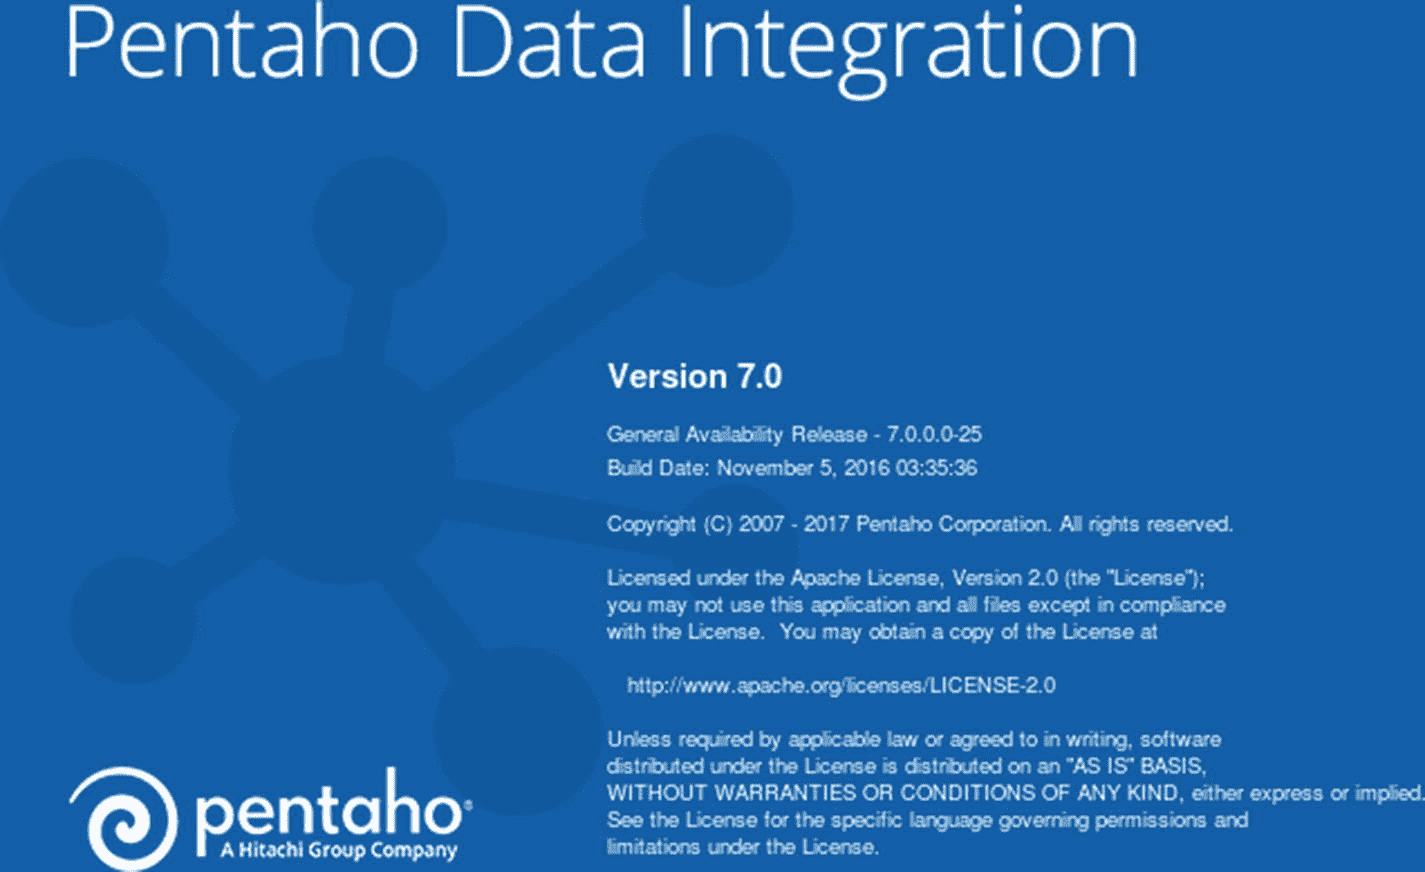 Pentaho Data Integration
Version 7.0
General Availability Release - 7.0.0.0-25
Build Date: November 5, 2016 03:35:36
Copyright (C) 2007 - 2017 Pentaho Corporation. All rights reserved.
Licensed under the Apache License, Version 2.0 (the "License");
you may not use this application and all files except in compliance
with the License. You may obtain a copy of the License at
http://www.apache.org/licenses/LICENSE-2.0
Unless required by applicable law or agreed to in writing, software
distributed under the License is distributed on an "AS IS" BASIS,
WITHOUT WARRANTIES OR CONDITIONS OF ANY KIND, either express or implied.
See the License for the specific language governing permissions and
limitations under the License.
pentaho®
A Hitachi Group Company